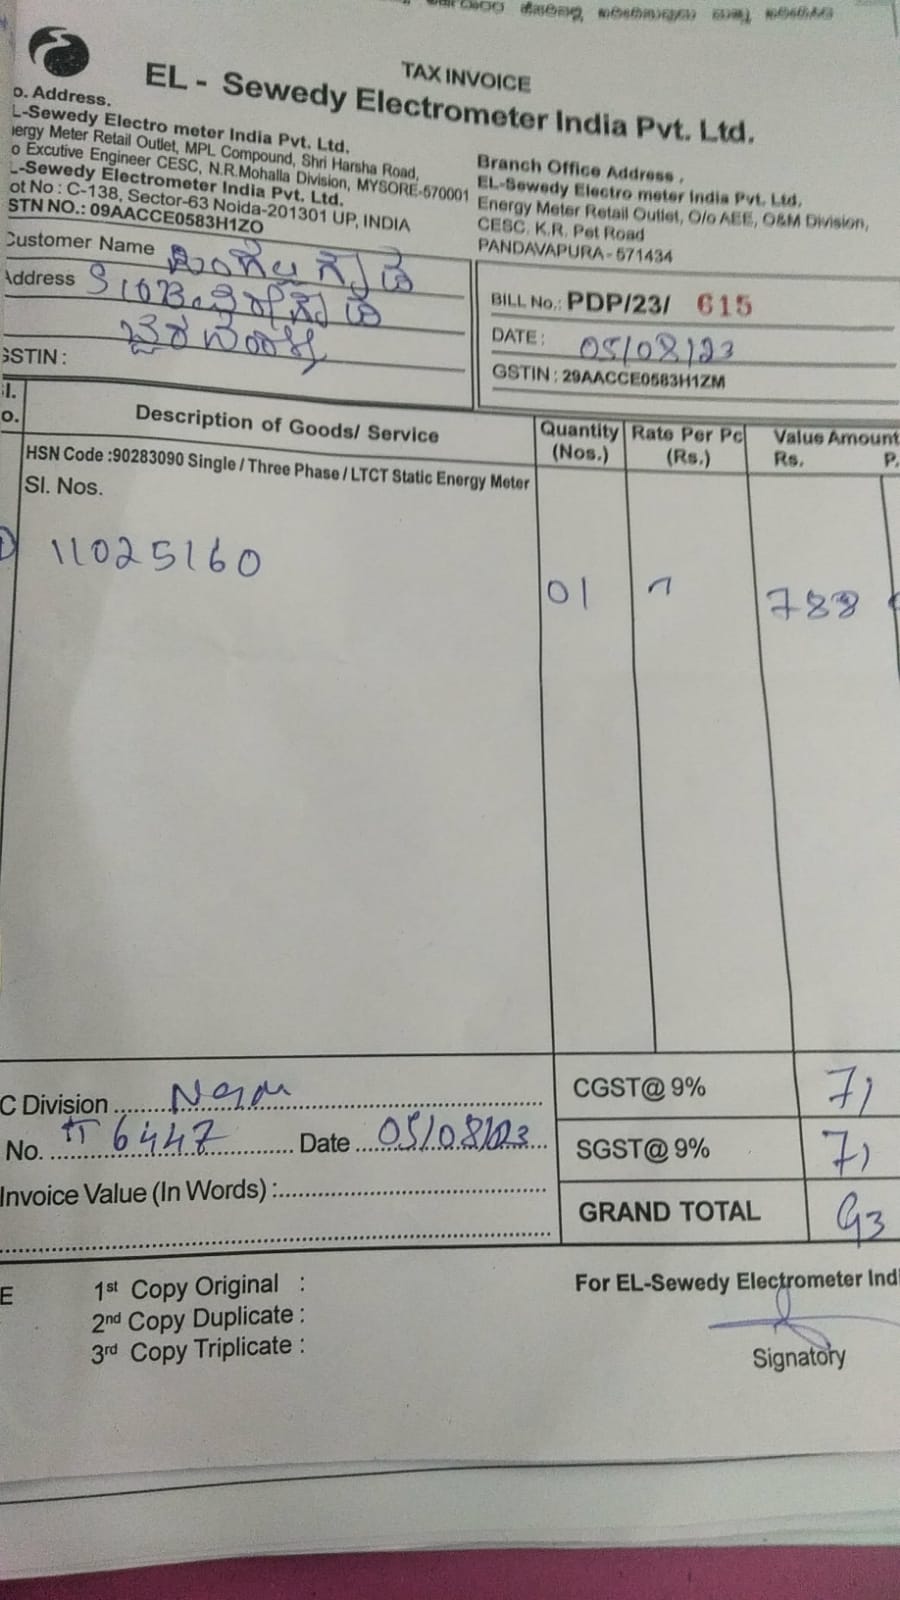 TAX INVOICE
EL - Sewedy Electrometer India Pvt. Ltd.
o. Address.
L-Sewedy Electro meter India Pvt. Ltd.
ergy Meter Retail Outlet, MPL Compound, Shri Harsha Road,
o Excutive Engineer CESC, N.R.Mohalla Division, MYSORE-570001
L-Sewedy Electrometer India Pvt. Ltd.
ot No : C-138, Sector-63 Noida-201301 UP, INDIA
STN NO.: 09AACCE0583H1ZO
Branch Office Address ,
EL-Sewedy Electro meter India Pvt. Ltd,
Energy Meter Retail Outlet, O/o AEE, O&M Division,
CESC. K.R. Pet Road
PANDAVAPURA - 571434
Customer Name
Address
GSTIN :
BILL No.: PDP/23/ 615
DATE : 05/08/23
GSTIN : 29AACCE0583H1ZM
Sl. o. Description of Goods/ Service Quantity (Nos.) Rate Per Pc (Rs.) Value Amount Rs. P.
HSN Code :90283090 Single / Three Phase / LTCT Static Energy Meter
Sl. Nos.
11025160 01 788
C Division
No. 6447 Date 05/08/23
Invoice Value (In Words) :
CGST@ 9% 71
SGST@ 9% 71
GRAND TOTAL 93
E 1st Copy Original :
2nd Copy Duplicate :
3rd Copy Triplicate :
For EL-Sewedy Electrometer Ind
Signatory